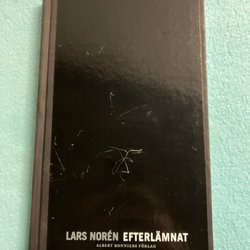 LARS NORÉN EFTERLÄMNAT
ALBERT BONNIERS FÖRLAG